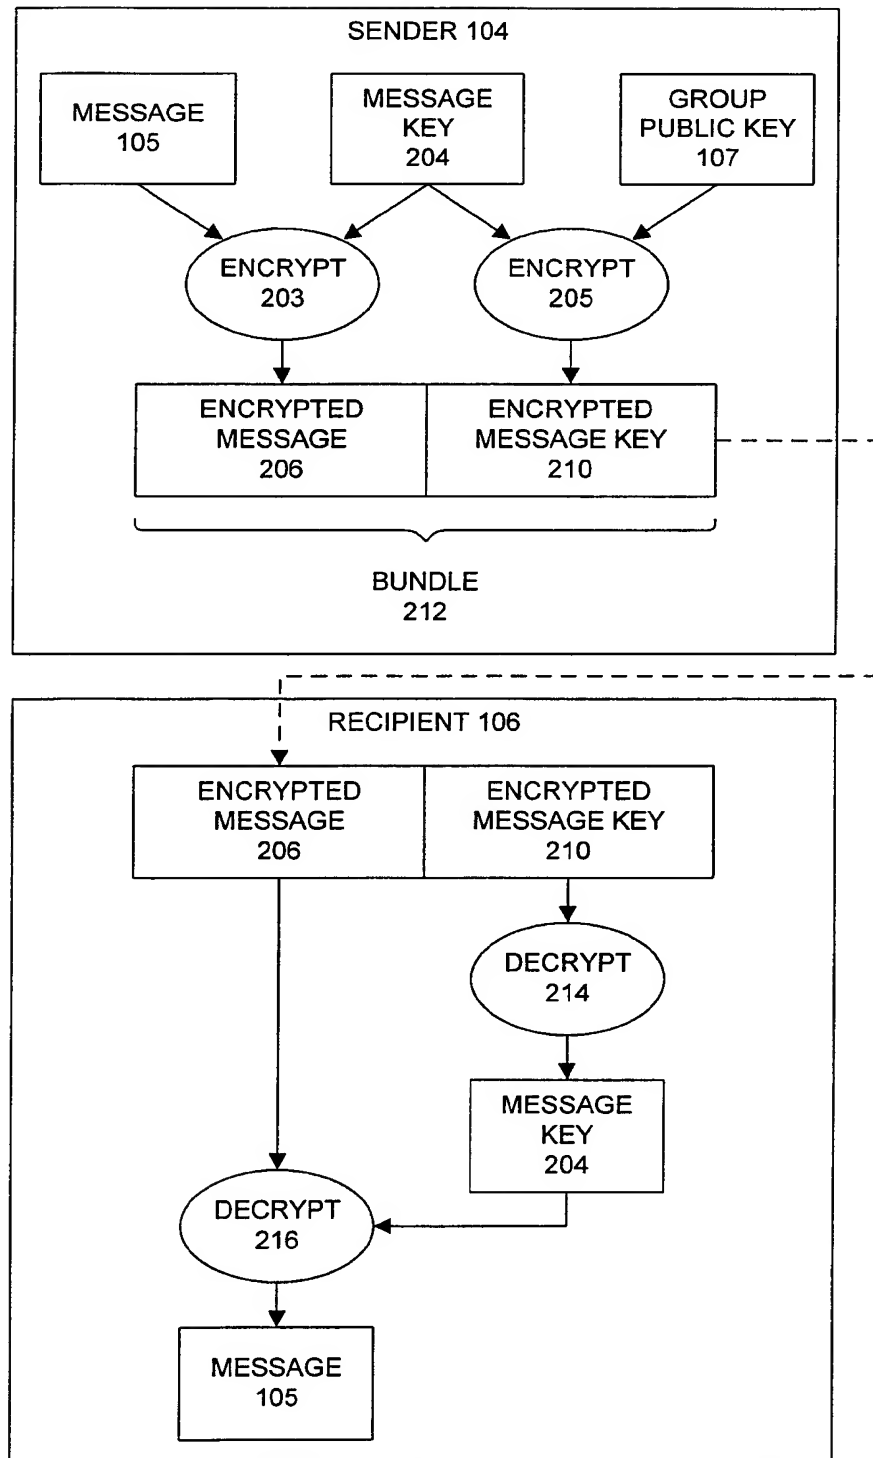 SENDER 104
MESSAGE
105
MESSAGE
KEY
204
GROUP
PUBLIC KEY
107
ENCRYPT
203
ENCRYPT
205
ENCRYPTED
MESSAGE
206
ENCRYPTED
MESSAGE KEY
210
BUNDLE
212
RECIPIENT 106
ENCRYPTED
MESSAGE
206
ENCRYPTED
MESSAGE KEY
210
DECRYPT
214
MESSAGE
KEY
204
DECRYPT
216
MESSAGE
105